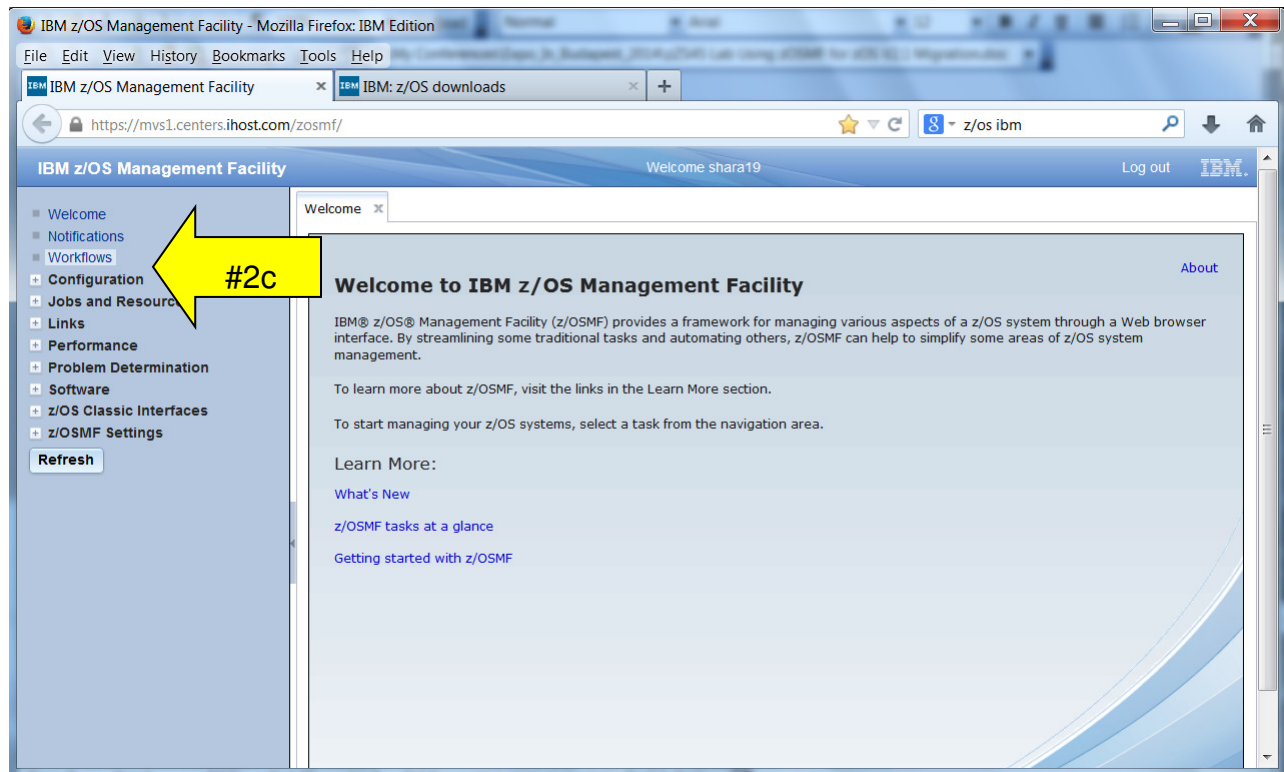 IBM z/OS Management Facility - Mozilla Firefox: IBM Edition
File Edit View History Bookmarks Tools Help
IBM IBM z/OS Management Facility × IBM IBM: z/OS downloads × +
https://mvs1.centers.ihost.com/zosmf/ 8 z/os ibm
IBM z/OS Management Facility Welcome shara19 Log out IBM.
Welcome
Notifications
Workflows
Configuration
Jobs and Resourc
Links
Performance
Problem Determination
Software
z/OS Classic Interfaces
z/OSMF Settings
Refresh
#2c
Welcome ×
About
Welcome to IBM z/OS Management Facility
IBM® z/OS® Management Facility (z/OSMF) provides a framework for managing various aspects of a z/OS system through a Web browser
interface. By streamlining some traditional tasks and automating others, z/OSMF can help to simplify some areas of z/OS system
management.
To learn more about z/OSMF, visit the links in the Learn More section.
To start managing your z/OS systems, select a task from the navigation area.
Learn More:
What's New
z/OSMF tasks at a glance
Getting started with z/OSMF